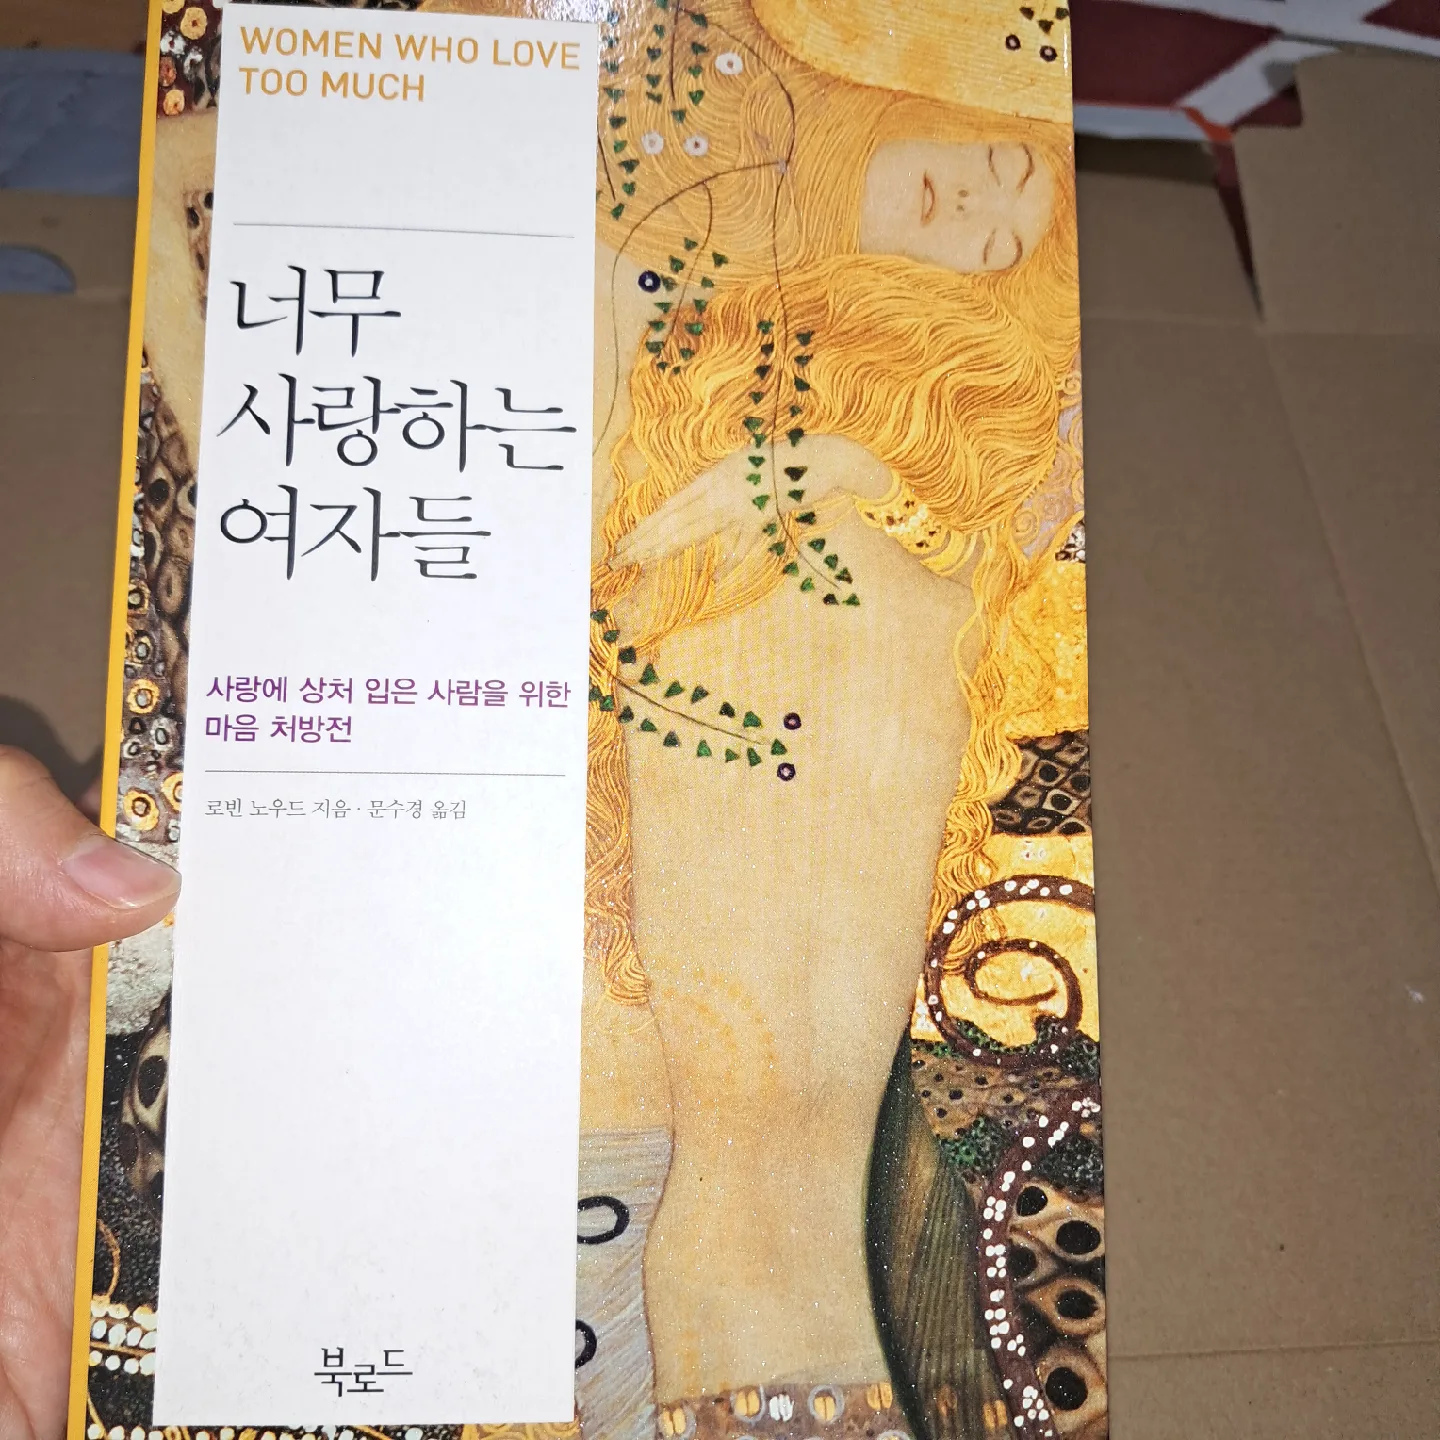 WOMEN WHO LOVE
TOO MUCH
너무
사랑하는
여자들
사랑에 상처 입은 사람을 위한
마음 처방전
로빈 노우드 지음 · 문수경 옮김
북로드